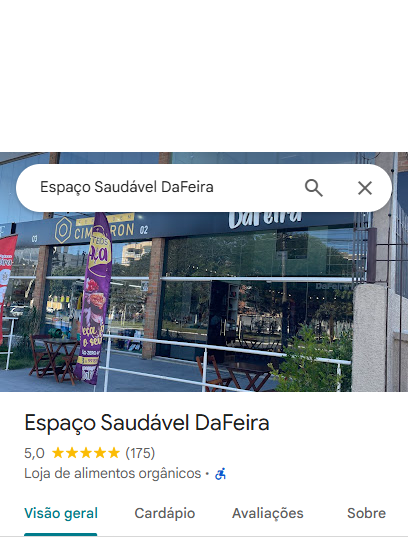 Espaço Saudável DaFeira
DaFeira
03
CIMARRON
02
DaFeira
Espaço Saudável DaFeira
5,0 (175)
Loja de alimentos orgânicos ·
Visão geral Cardápio Avaliações Sobre